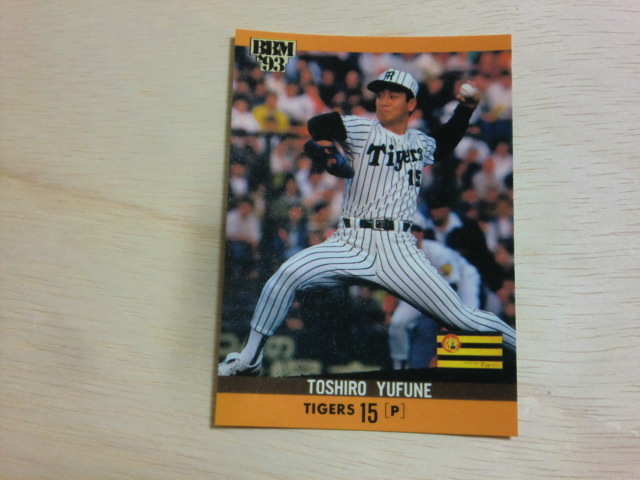 BBM
'93
Tigers
15
TOSHIRO YUFUNE
TIGERS 15 [P]